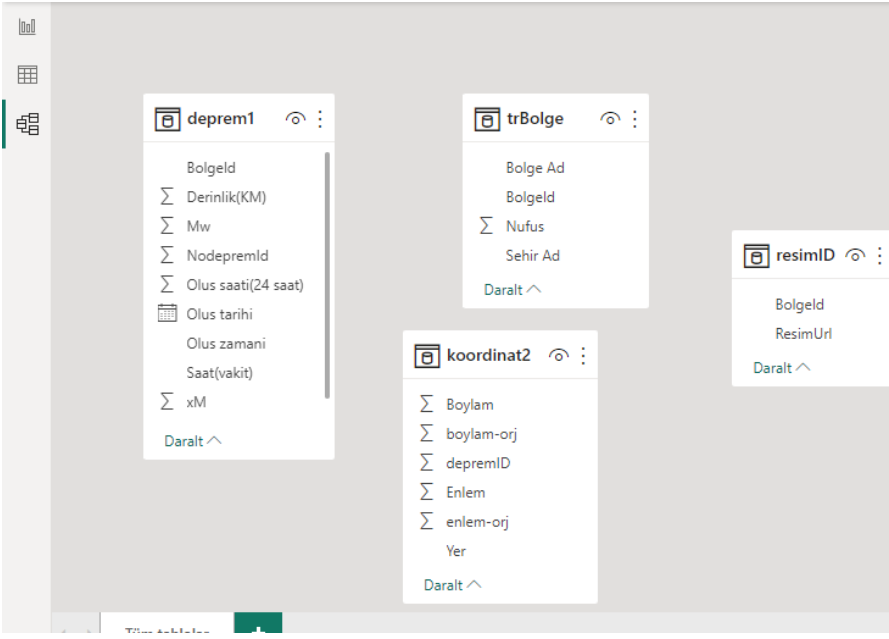 deprem1
BolgeId
Derinlik(KM)
Mw
NodepremId
Olus saati(24 saat)
Olus tarihi
Olus zamani
Saat(vakit)
xM
Daralt
trBolge
Bolge Ad
BolgeId
Nufus
Sehir Ad
Daralt
koordinat2
Boylam
boylam-orj
depremID
Enlem
enlem-orj
Yer
Daralt
resimID
BolgeId
ResimUrl
Daralt
Tüm tablolar